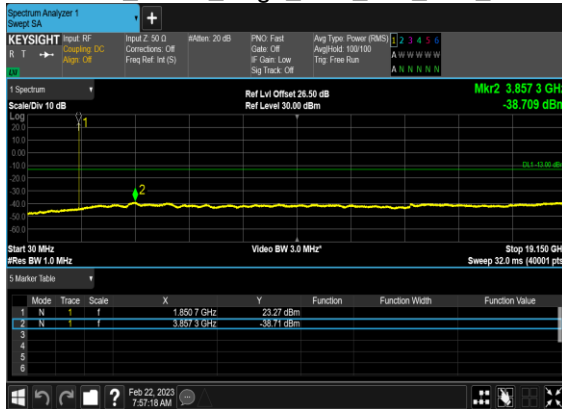 Spectrum Analyzer 1
Swept SA
+
KEYSIGHT Input: RF Input Z: 50 Ω #Atten: 20 dB PNO: Fast Avg Type: Power (RMS) 1 2 3 4 5 6
R T Coupling: DC Corrections: Off Gate: Off Avg|Hold: 100/100 A W W W W W
Align: Off Freq Ref: Int (S) IF Gain: Low Trig: Free Run
Sig Track: Off A N N N N N
LU
1 Spectrum Ref Lvl Offset 26.50 dB Mkr2 3.857 3 GHz
Scale/Div 10 dB Ref Level 30.00 dBm -38.709 dBm
Log
20.0
10.0
0.00
-10.0
-20.0
-30.0
-40.0
-50.0
-60.0
1
2
DL1 -13.00 dBm
Start 30 MHz Video BW 3.0 MHz* Stop 19.150 GHz
#Res BW 1.0 MHz Sweep 32.0 ms (40001 pts)
5 Marker Table
Mode Trace Scale X Y Function Function Width Function Value
1 N 1 f 1.850 7 GHz 23.27 dBm
2 N 1 f 3.857 3 GHz -38.71 dBm
3
4
5
6
? Feb 22, 2023
7:57:18 AM